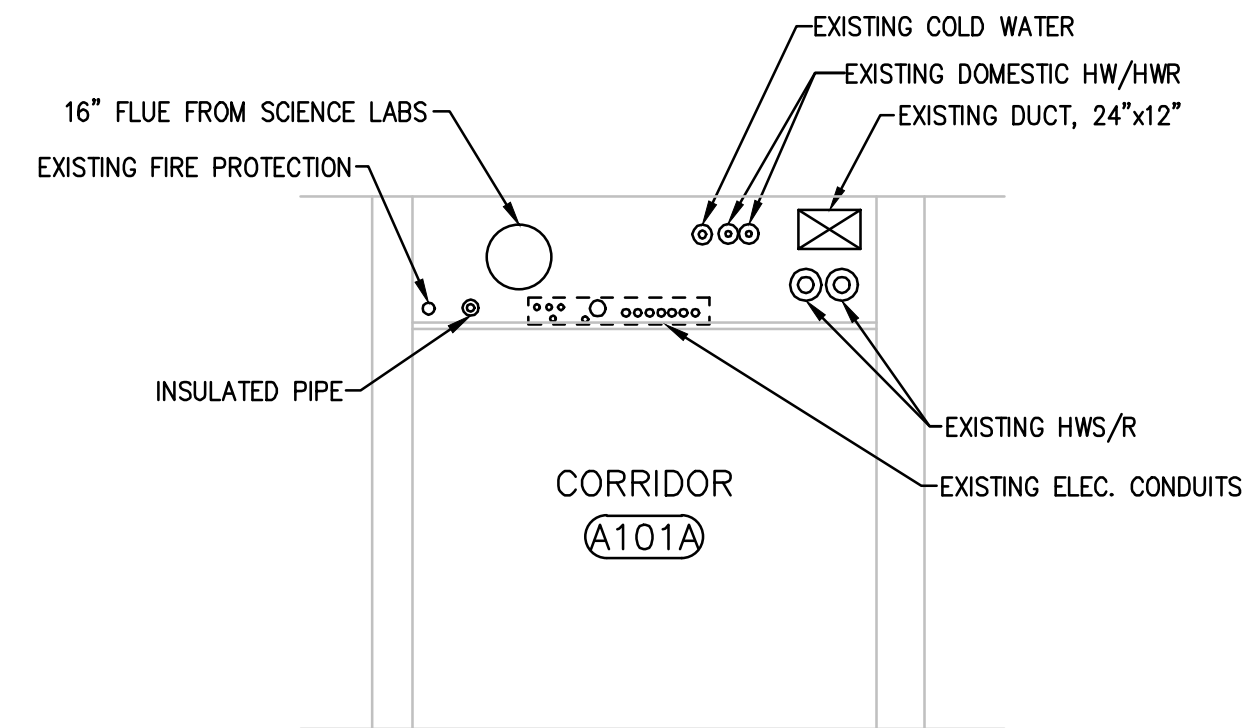 EXISTING COLD WATER
EXISTING DOMESTIC HW/HWR
16" FLUE FROM SCIENCE LABS
EXISTING DUCT, 24"x12"
EXISTING FIRE PROTECTION
INSULATED PIPE
EXISTING HWS/R
CORRIDOR
EXISTING ELEC. CONDUITS
A101A